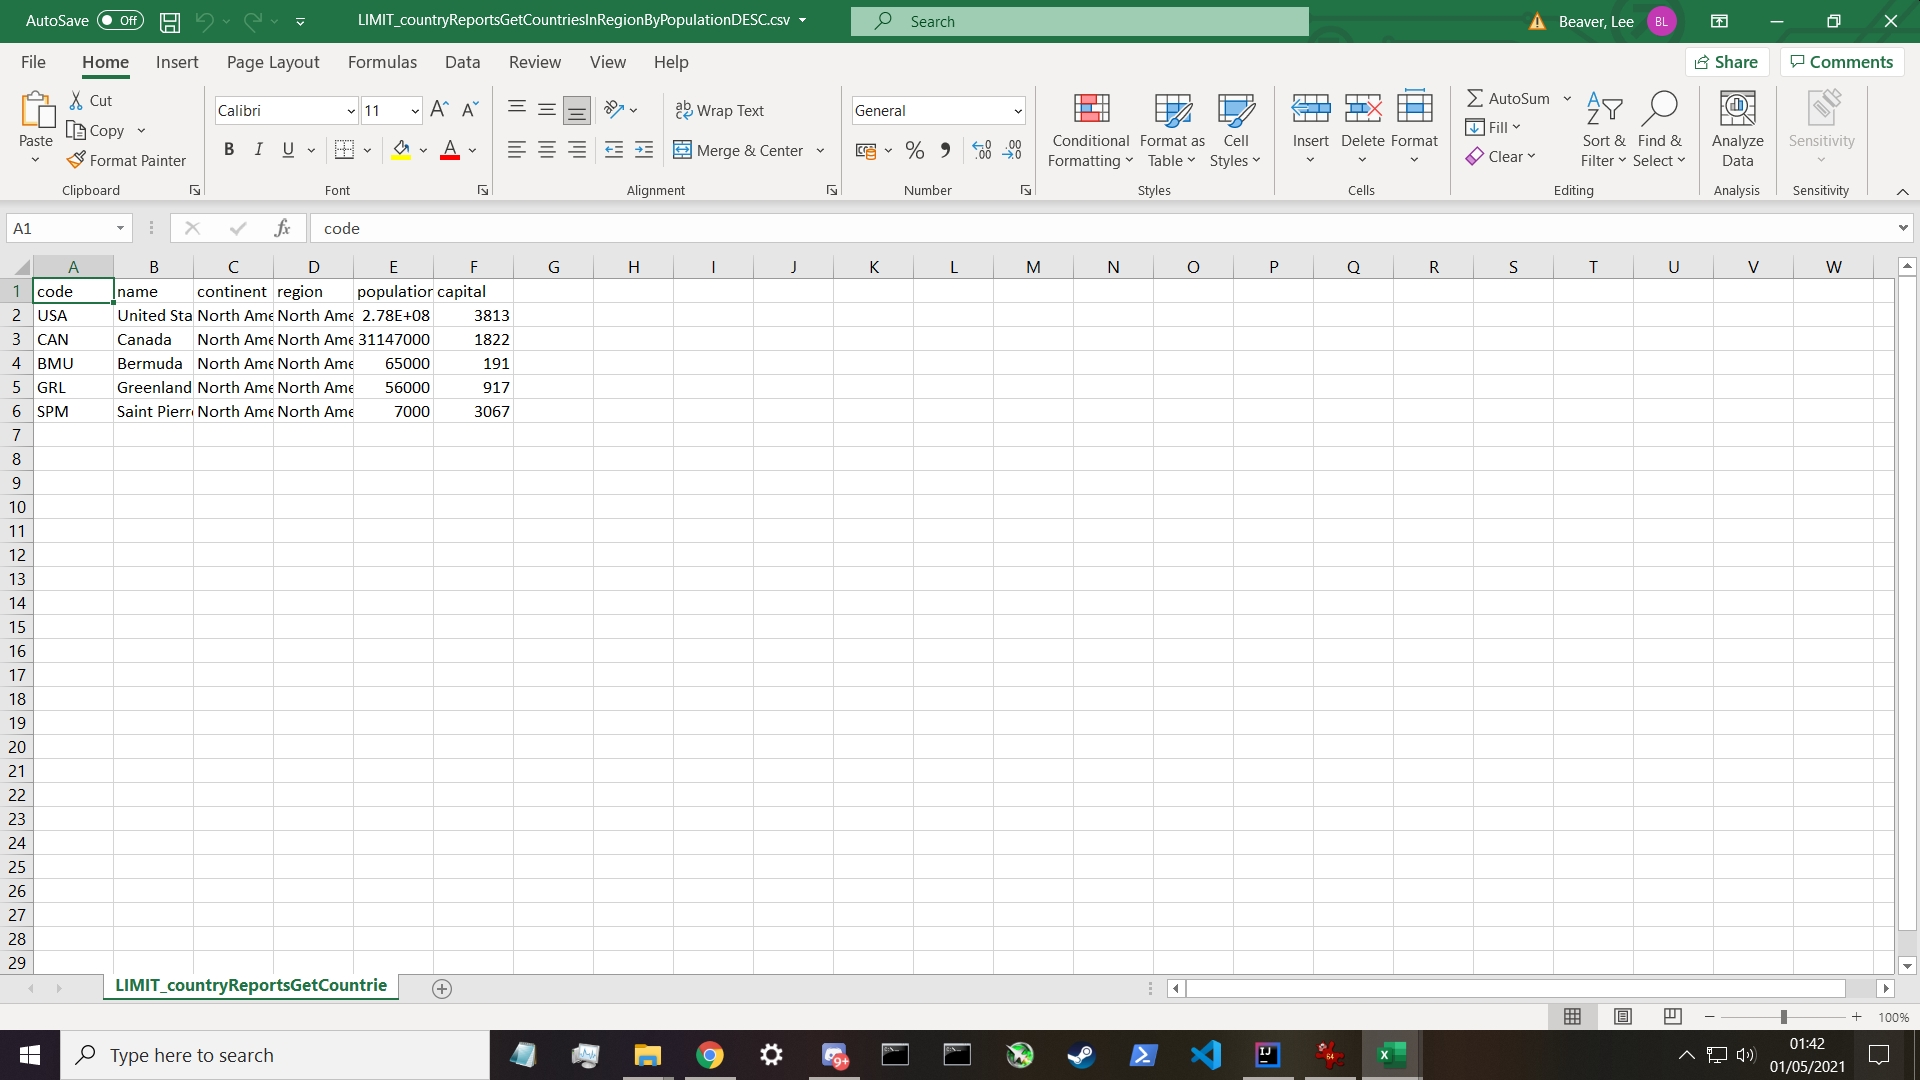 AutoSave Off LIMIT_countryReportsGetCountriesInRegionByPopulationDESC.csv Search Beaver, Lee BL
File Home Insert Page Layout Formulas Data Review View Help Share Comments
Paste Cut Copy Format Painter Clipboard
Calibri 11 B I U A Font
Wrap Text Merge & Center Alignment
General % Number
Conditional Formatting Format as Table Cell Styles Styles
Insert Delete Format Cells
AutoSum Fill Clear Sort & Filter Find & Select Editing
Analyze Data Analysis
Sensitivity Sensitivity
A1 fx code
A B C D E F G H I J K L M N O P Q R S T U V W
1 code name continent region population capital
2 USA United Sta North Ame North Ame 2.78E+08 3813
3 CAN Canada North Ame North Ame 31147000 1822
4 BMU Bermuda North Ame North Ame 65000 191
5 GRL Greenland North Ame North Ame 56000 917
6 SPM Saint Pierr North Ame North Ame 7000 3067
7
8
9
10
11
12
13
14
15
16
17
18
19
20
21
22
23
24
25
26
27
28
29
LIMIT_countryReportsGetCountrie
100%
Type here to search 9+ IJ 64 X 01:42
01/05/2021